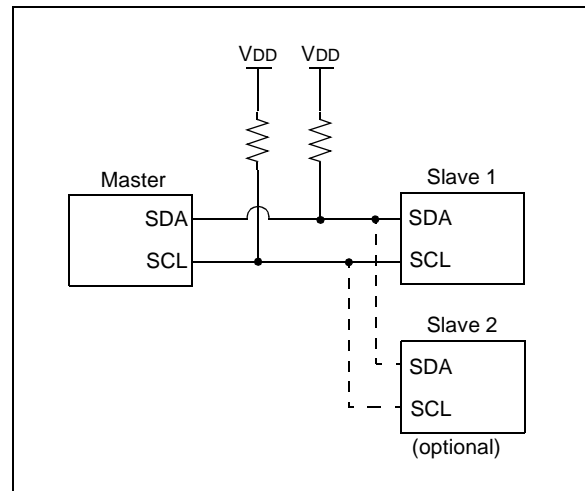 VDD VDD
Master
Slave 1
SDA
SDA
SCL
SCL
Slave 2
SDA
SCL
(optional)